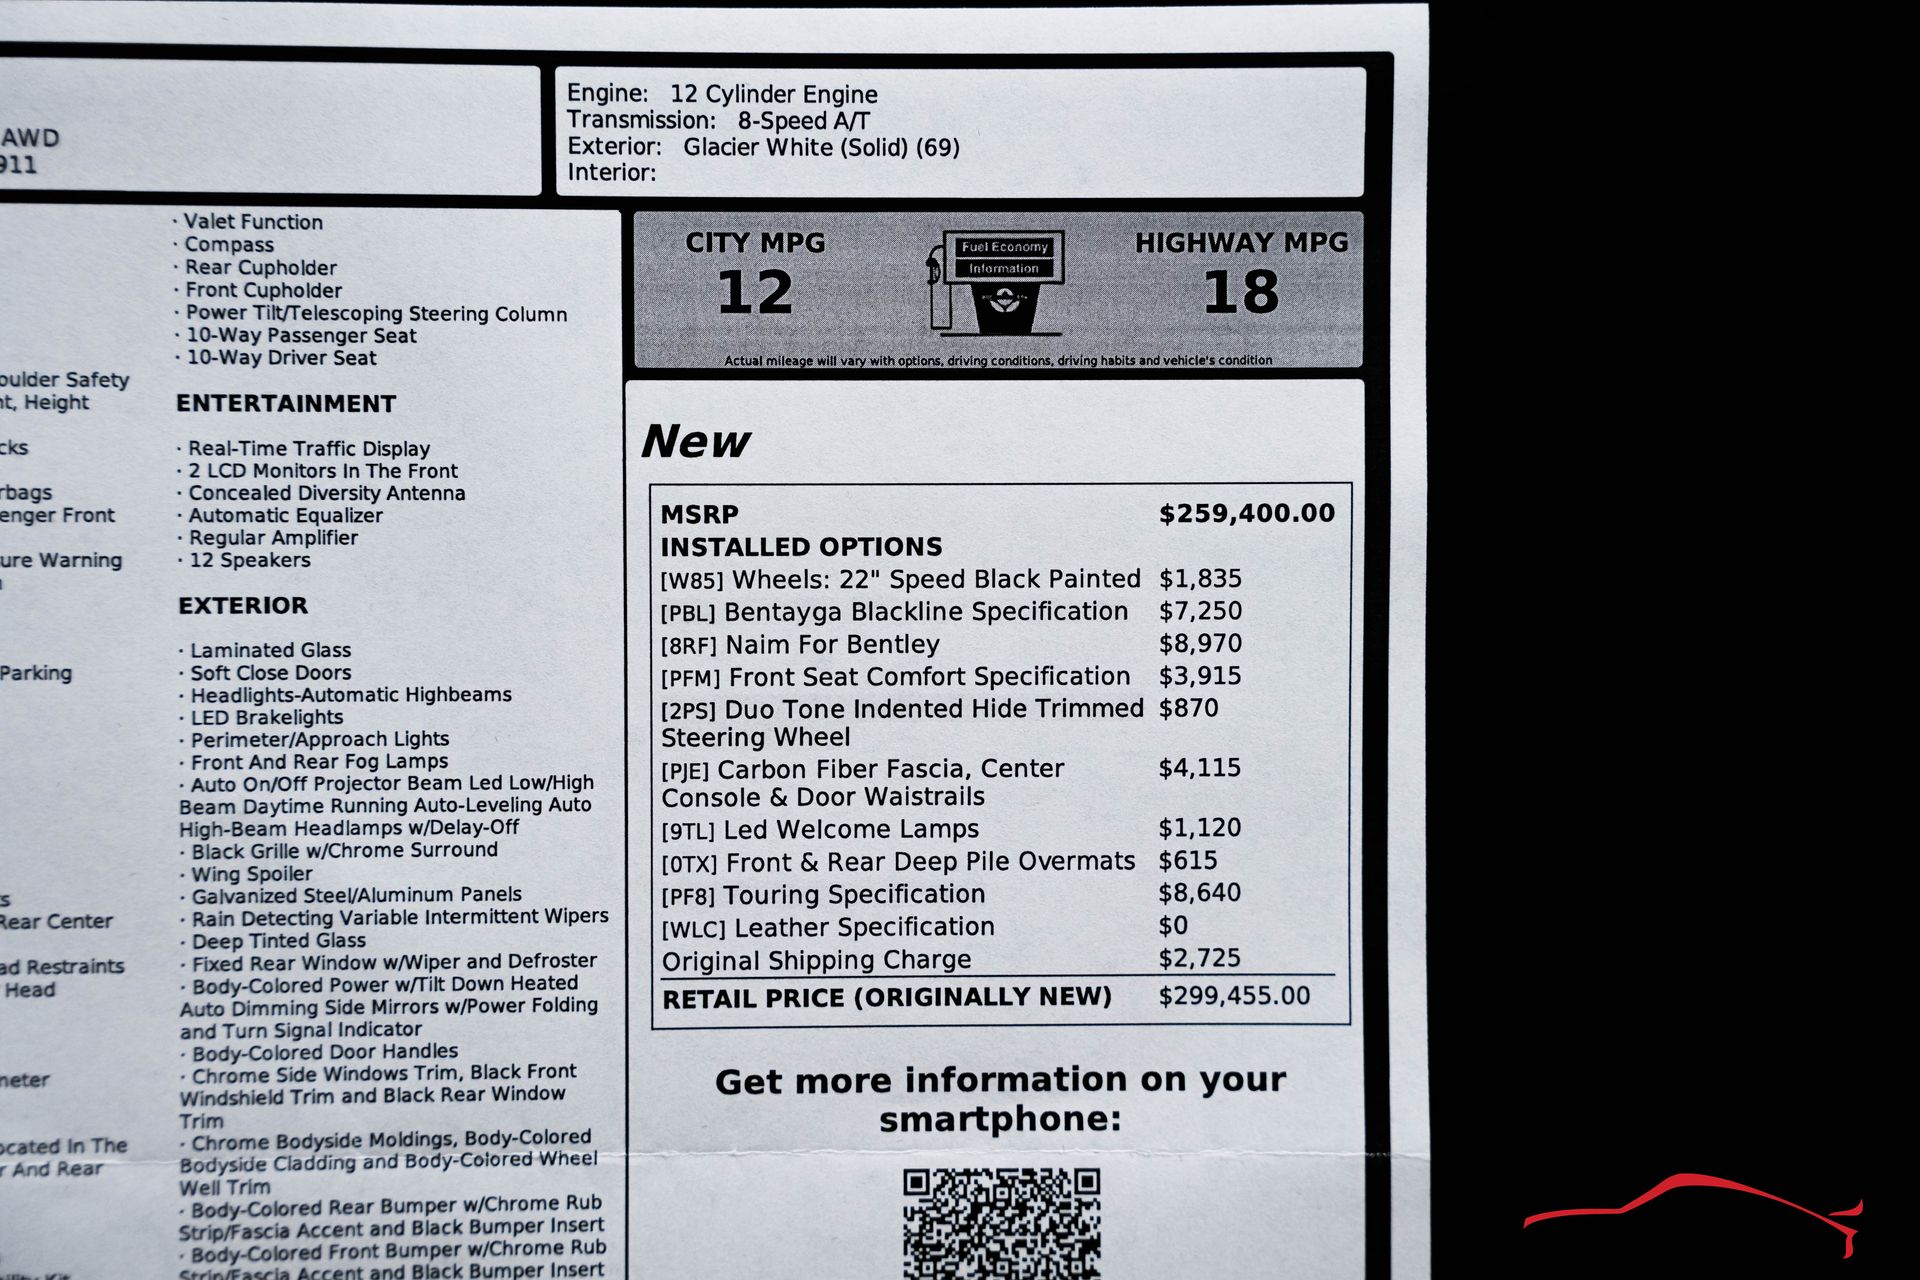 AWD
911
Engine: 12 Cylinder Engine
Transmission: 8-Speed A/T
Exterior: Glacier White (Solid) (69)
Interior:
oulder Safety
nt, Height
cks
rbags
enger Front
ure Warning
Parking
s
Rear Center
ad Restraints
Head
neter
ocated In The
r And Rear
· Valet Function
· Compass
· Rear Cupholder
· Front Cupholder
· Power Tilt/Telescoping Steering Column
· 10-Way Passenger Seat
· 10-Way Driver Seat
ENTERTAINMENT
· Real-Time Traffic Display
· 2 LCD Monitors In The Front
· Concealed Diversity Antenna
· Automatic Equalizer
· Regular Amplifier
· 12 Speakers
EXTERIOR
· Laminated Glass
· Soft Close Doors
· Headlights-Automatic Highbeams
· LED Brakelights
· Perimeter/Approach Lights
· Front And Rear Fog Lamps
· Auto On/Off Projector Beam Led Low/High
Beam Daytime Running Auto-Leveling Auto
High-Beam Headlamps w/Delay-Off
· Black Grille w/Chrome Surround
· Wing Spoiler
· Galvanized Steel/Aluminum Panels
· Rain Detecting Variable Intermittent Wipers
· Deep Tinted Glass
· Fixed Rear Window w/Wiper and Defroster
· Body-Colored Power w/Tilt Down Heated
Auto Dimming Side Mirrors w/Power Folding
and Turn Signal Indicator
· Body-Colored Door Handles
· Chrome Side Windows Trim, Black Front
Windshield Trim and Black Rear Window
Trim
· Chrome Bodyside Moldings, Body-Colored
Bodyside Cladding and Body-Colored Wheel
Well Trim
· Body-Colored Rear Bumper w/Chrome Rub
Strip/Fascia Accent and Black Bumper Insert
· Body-Colored Front Bumper w/Chrome Rub
Strip/Fascia Accent and Black Bumper Insert
CITY MPG
12
Fuel Economy
Information
HIGHWAY MPG
18
Actual mileage will vary with options, driving conditions, driving habits and vehicle's condition
New
MSRP $259,400.00
INSTALLED OPTIONS
[W85] Wheels: 22" Speed Black Painted $1,835
[PBL] Bentayga Blackline Specification $7,250
[8RF] Naim For Bentley $8,970
[PFM] Front Seat Comfort Specification $3,915
[2PS] Duo Tone Indented Hide Trimmed $870
Steering Wheel
[PJE] Carbon Fiber Fascia, Center $4,115
Console & Door Waistrails
[9TL] Led Welcome Lamps $1,120
[0TX] Front & Rear Deep Pile Overmats $615
[PF8] Touring Specification $8,640
[WLC] Leather Specification $0
Original Shipping Charge $2,725
RETAIL PRICE (ORIGINALLY NEW) $299,455.00
Get more information on your
smartphone: